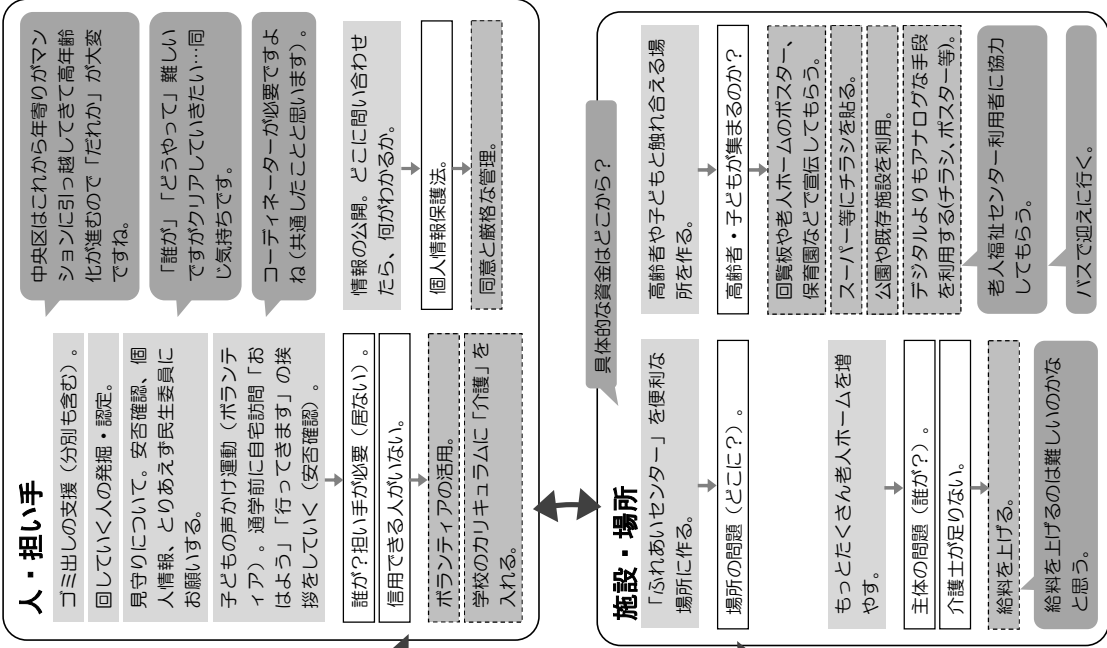 人・担い手
ゴミ出しの支援（分別も含む）。
回していく人の発掘・認定。
見守りについて。安否確認、個
人情報、とりあえず民生委員に
お願いする。
子どもの声かけ運動（ボランテ
ィア）。通学前に自宅訪問「お
はよう」「行ってきます」の挨
拶をしていく（安否確認）。
誰が？担い手が必要（居ない）。
信用できる人がいない。
ボランティアの活用。
学校のカリキュラムに「介護」を
入れる。
中央区はこれから年寄りがマン
ションに引っ越してきて高年齢
化が進むので「だれか」が大変
ですね。
「誰が」「どうやって」難しい
ですがクリアしていきたい…同
じ気持ちです。
コーディネーターが必要ですよ
ね（共通したことと思います）。
情報の公開。どこに問い合わせ
たら、何がわかるか。
個人情報保護法。
同意と厳格な管理。
施設・場所
具体的な資金はどこから？
「ふれあいセンター」を便利な
場所に作る。
場所の問題（どこに？）。
もっとたくさん老人ホームを増
やす。
主体の問題（誰が？）。
介護士が足りない。
給料を上げる。
給料を上げるのは難しいのかな
と思う。
高齢者や子どもと触れ合える場
所を作る。
高齢者・子どもが集まるのか？
回覧板や老人ホームのポスター、
保育園などで宣伝してもらう。
スーパー等にチラシを貼る。
公園や既存施設を利用。
デジタルよりもアナログな手段
を利用する（チラシ、ポスター等）。
老人福祉センター利用者に協力
してもらう。
バスで迎えに行く。